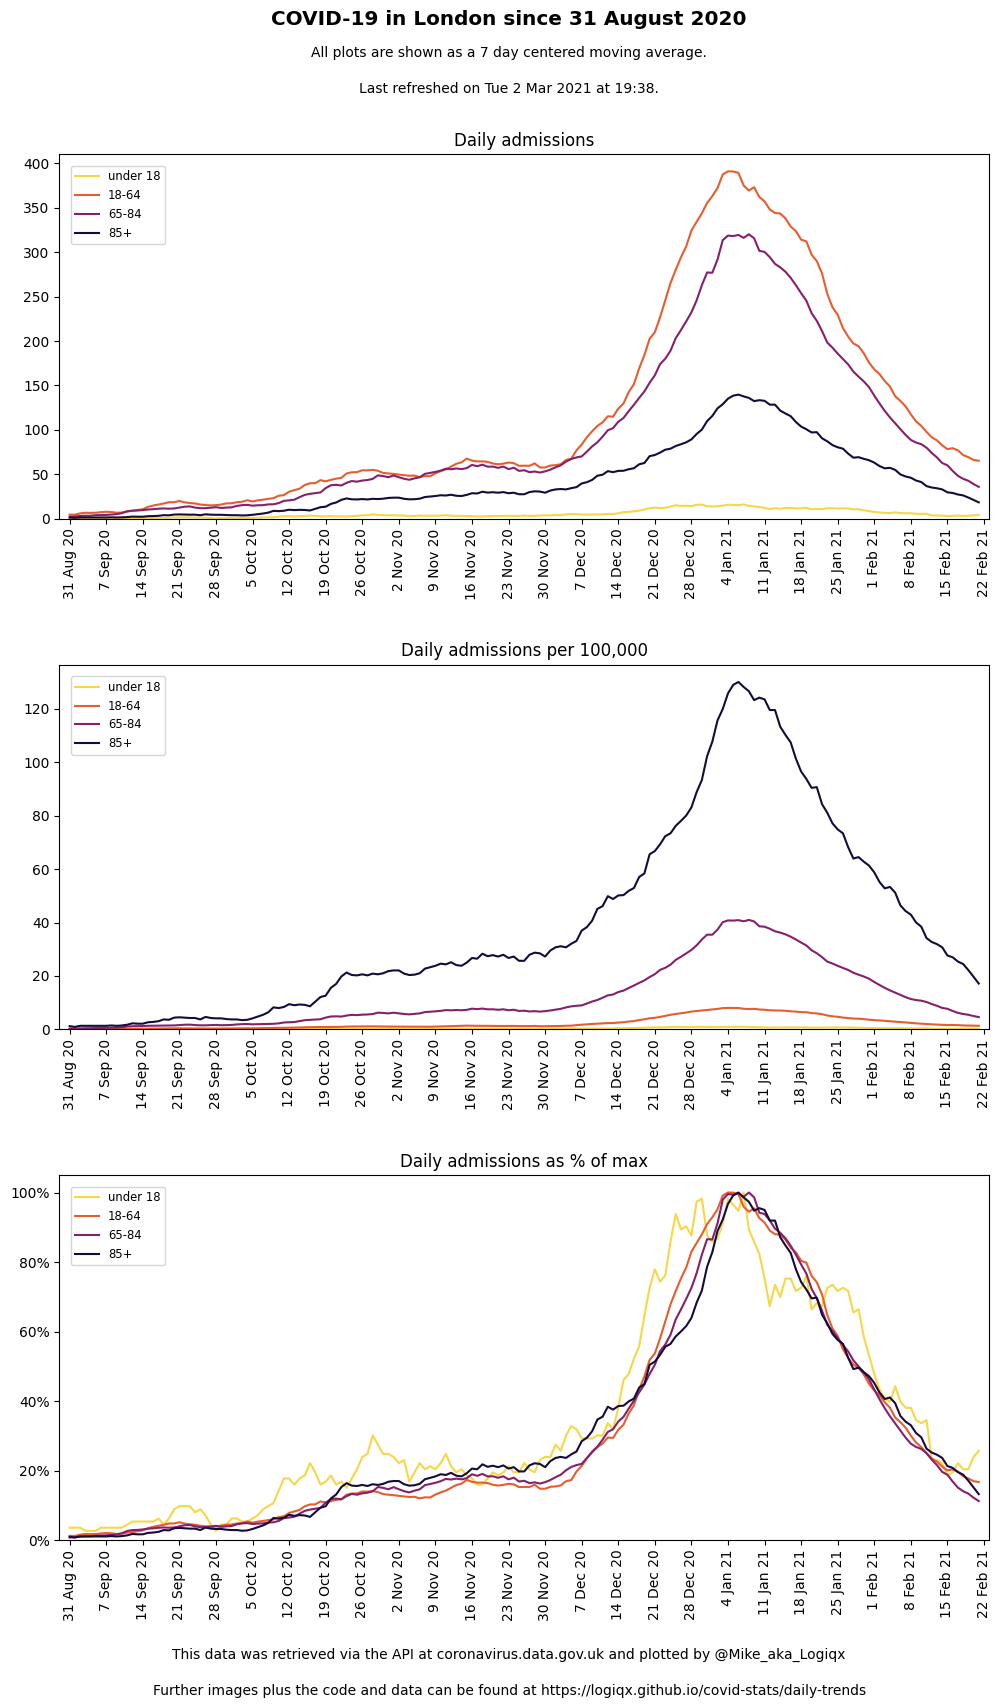 COVID-19 in London since 31 August 2020
All plots are shown as a 7 day centered moving average.
Last refreshed on Tue 2 Mar 2021 at 19:38.
Daily admissions
400
350
300
250
200
150
100
50
0
under 18
18-64
65-84
85+
31 Aug 20
7 Sep 20
14 Sep 20
21 Sep 20
28 Sep 20
5 Oct 20
12 Oct 20
19 Oct 20
26 Oct 20
2 Nov 20
9 Nov 20
16 Nov 20
23 Nov 20
30 Nov 20
7 Dec 20
14 Dec 20
21 Dec 20
28 Dec 20
4 Jan 21
11 Jan 21
18 Jan 21
25 Jan 21
1 Feb 21
8 Feb 21
15 Feb 21
22 Feb 21
Daily admissions per 100,000
120
100
80
60
40
20
0
under 18
18-64
65-84
85+
31 Aug 20
7 Sep 20
14 Sep 20
21 Sep 20
28 Sep 20
5 Oct 20
12 Oct 20
19 Oct 20
26 Oct 20
2 Nov 20
9 Nov 20
16 Nov 20
23 Nov 20
30 Nov 20
7 Dec 20
14 Dec 20
21 Dec 20
28 Dec 20
4 Jan 21
11 Jan 21
18 Jan 21
25 Jan 21
1 Feb 21
8 Feb 21
15 Feb 21
22 Feb 21
Daily admissions as % of max
100%
80%
60%
40%
20%
0%
under 18
18-64
65-84
85+
31 Aug 20
7 Sep 20
14 Sep 20
21 Sep 20
28 Sep 20
5 Oct 20
12 Oct 20
19 Oct 20
26 Oct 20
2 Nov 20
9 Nov 20
16 Nov 20
23 Nov 20
30 Nov 20
7 Dec 20
14 Dec 20
21 Dec 20
28 Dec 20
4 Jan 21
11 Jan 21
18 Jan 21
25 Jan 21
1 Feb 21
8 Feb 21
15 Feb 21
22 Feb 21
This data was retrieved via the API at coronavirus.data.gov.uk and plotted by @Mike_aka_Logiqx
Further images plus the code and data can be found at https://logiqx.github.io/covid-stats/daily-trends